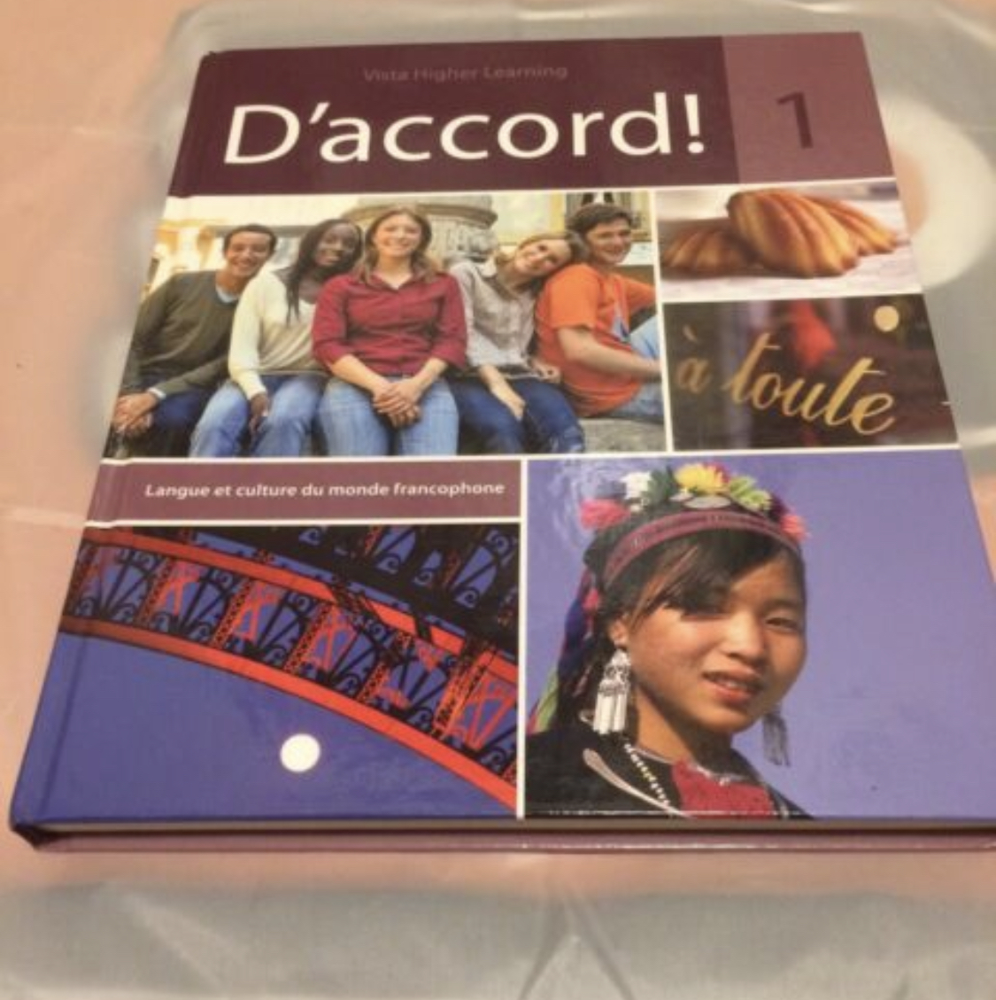 Vista Higher Learning
D'accord!
1
à toute
Langue et culture du monde francophone